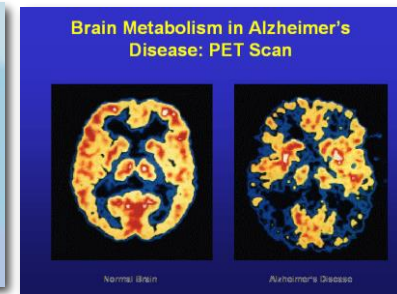 Brain Metabolism in Alzheimer's
Disease: PET Scan
Normal Brain
Alzheimer's Disease